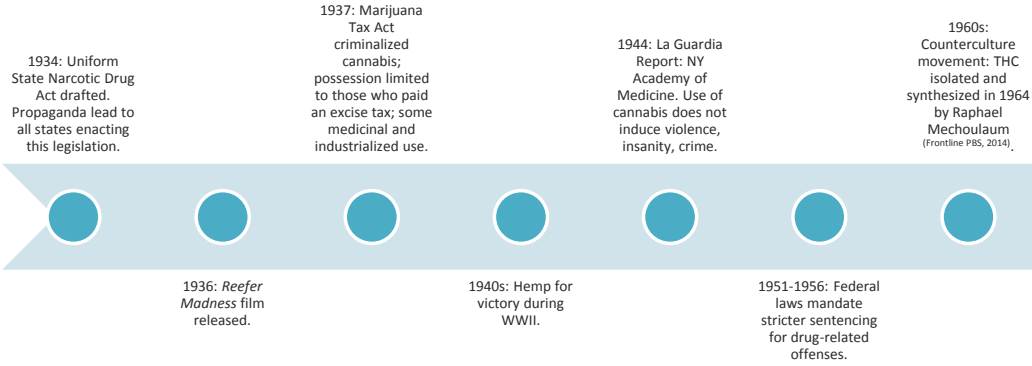 1934: Uniform
State Narcotic Drug
Act drafted.
Propaganda lead to
all states enacting
this legislation.
1936: Reefer
Madness film
released.
1937: Marijuana
Tax Act
criminalized
cannabis;
possession limited
to those who paid
an excise tax; some
medicinal and
industrialized use.
1940s: Hemp for
victory during
WWII.
1944: La Guardia
Report: NY
Academy of
Medicine. Use of
cannabis does not
induce violence,
insanity, crime.
1951-1956: Federal
laws mandate
stricter sentencing
for drug-related
offenses.
1960s:
Counterculture
movement: THC
isolated and
synthesized in 1964
by Raphael
Mechoulaum
(Frontline PBS, 2014).